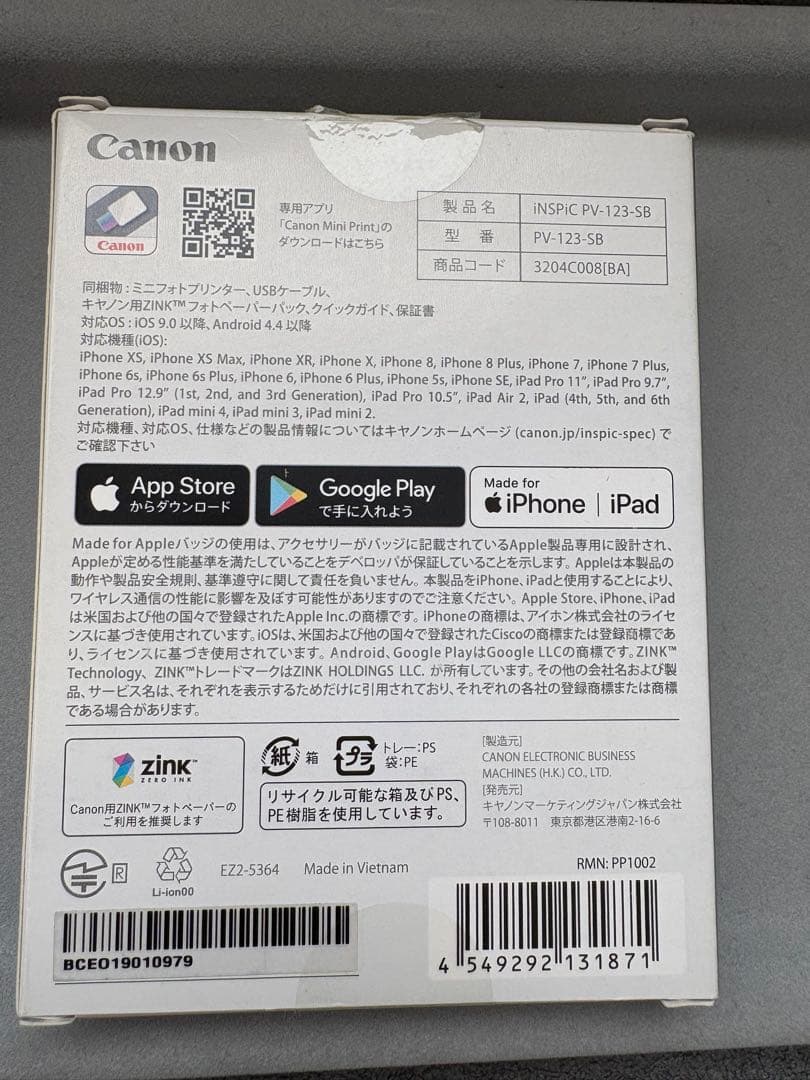 Canon
Canon
専用アプリ
「Canon Mini Print」の
ダウンロードはこちら
製品名 iNSPiC PV-123-SB
型番 PV-123-SB
商品コード 3204C008[BA]
同梱物 : ミニフォトプリンター、USBケーブル、
キヤノン用ZINK™フォトペーパーパック、クイックガイド、保証書
対応OS : iOS 9.0 以降、Android 4.4 以降
対応機種(iOS):
iPhone XS, iPhone XS Max, iPhone XR, iPhone X, iPhone 8, iPhone 8 Plus, iPhone 7, iPhone 7 Plus,
iPhone 6s, iPhone 6s Plus, iPhone 6, iPhone 6 Plus, iPhone 5s, iPhone SE, iPad Pro 11”, iPad Pro 9.7”,
iPad Pro 12.9” (1st, 2nd, and 3rd Generation), iPad Pro 10.5”, iPad Air 2, iPad (4th, 5th, and 6th
Generation), iPad mini 4, iPad mini 3, iPad mini 2.
対応機種、対応OS、仕様などの製品情報についてはキヤノンホームページ (canon.jp/inspic-spec) で
ご確認下さい
App Store
からダウンロード
Google Play
で手に入れよう
Made for
iPhone | iPad
Made for Appleバッジの使用は、アクセサリーがバッジに記載されているApple製品専用に設計され、
Appleが定める性能基準を満たしていることをデベロッパが保証していることを示します。Appleは本製品の
動作や製品安全規則、基準遵守に関して責任を負いません。本製品をiPhone、iPadと使用することにより、
ワイヤレス通信の性能に影響を及ぼす可能性がありますのでご注意ください。Apple Store、iPhone、iPad
は米国および他の国々で登録されたApple Inc.の商標です。iPhoneの商標は、アイホン株式会社のライセ
ンスに基づき使用されています。iOSは、米国および他の国々で登録されたCiscoの商標または登録商標であ
り、ライセンスに基づき使用されています。Android、Google PlayはGoogle LLCの商標です。ZINK™
Technology、ZINK™トレードマークはZINK HOLDINGS LLC. が所有しています。その他の会社名および製
品、サービス名は、それぞれを表示するためだけに引用されており、それぞれの各社の登録商標または商標
である場合があります。
zink™
ZERO INK
Canon用ZINK™フォトペーパーの
ご利用を推奨します
紙 箱
プラ トレー:PS
袋:PE
リサイクル可能な箱及びPS、
PE樹脂を使用しています。
[製造元]
CANON ELECTRONIC BUSINESS
MACHINES (H.K.) CO., LTD.
[発売元]
キヤノンマーケティングジャパン株式会社
〒108-8011 東京都港区港南2-16-6
R
Li-ion00
EZ2-5364
Made in Vietnam
RMN: PP1002
BCEO19010979
4 549292 131871